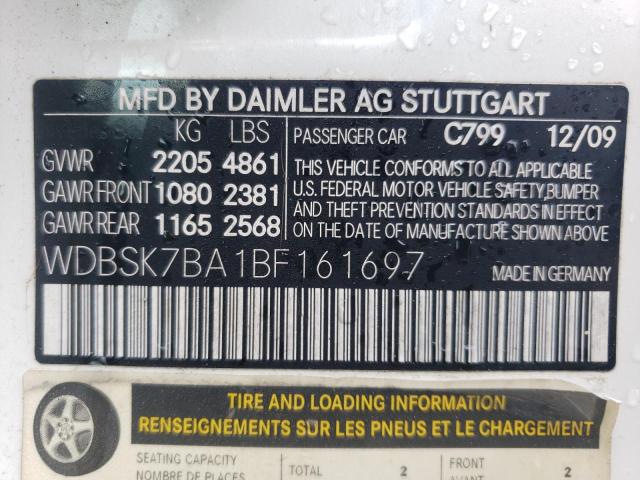 MFD BY DAIMLER AG STUTTGART
KG LBS PASSENGER CAR C799 12/09
GVWR 2205 4861
GAWR FRONT 1080 2381
GAWR REAR 1165 2568
THIS VEHICLE CONFORMS TO ALL APPLICABLE
U.S. FEDERAL MOTOR VEHICLE SAFETY, BUMPER
AND THEFT PREVENTION STANDARDS IN EFFECT
ON THE DATE OF MANUFACTURE SHOWN ABOVE.
WDBSK7BA1BF161697 MADE IN GERMANY
TIRE AND LOADING INFORMATION
RENSEIGNEMENTS SUR LES PNEUS ET LE CHARGEMENT
SEATING CAPACITY
NOMBRE DE PLACES
TOTAL 2
FRONT
AVANT 2